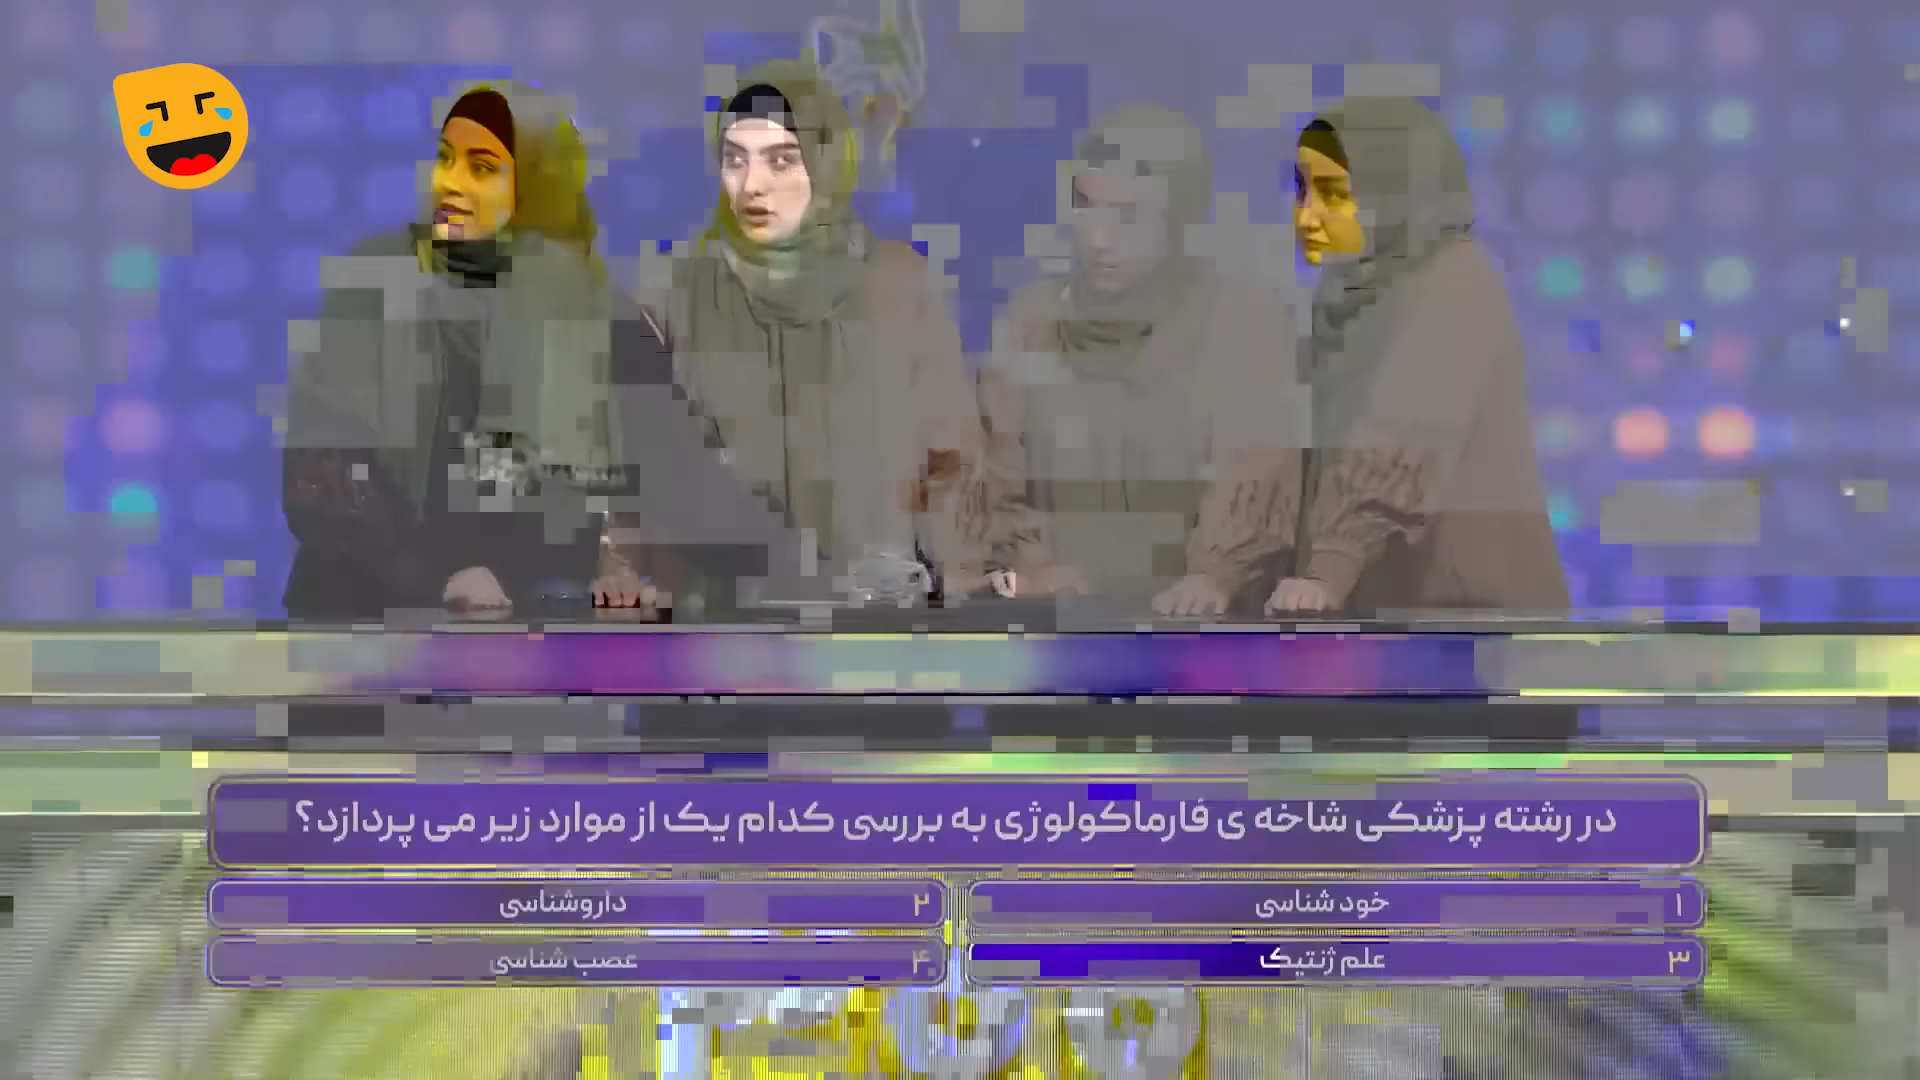 در رشته پزشکی شاخه ی فارماکولوژی به بررسی کدام یک از موارد زیر می پردازد؟
۱ خود شناسی
۲ داروشناسی
۳ علم ژنتیک
۴ عصب شناسی